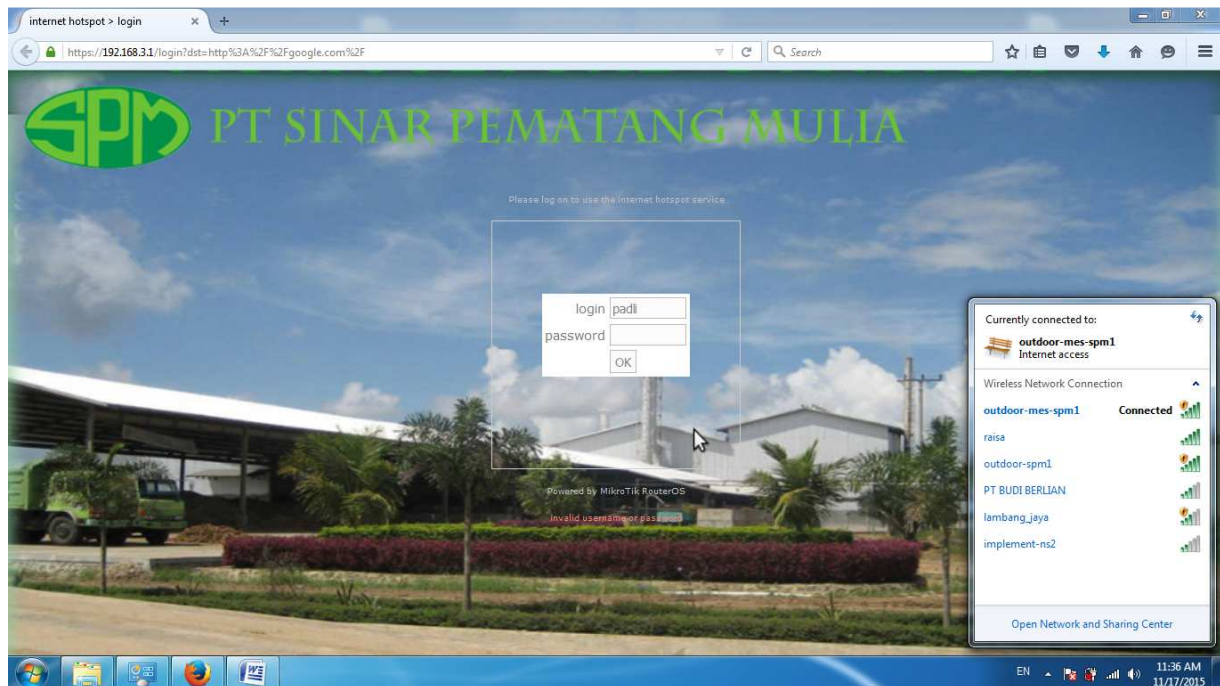 internet hotspot > login
https://192.168.3.1/login?dst=http%3A%2F%2Fgoogle.com%2F
Search
SPM
PT SINAR PEMATANG MULIA
Please log on to use the internet hotspot service
login padli
password
OK
Powered by MikroTik RouterOS
invalid username or password
Currently connected to:
outdoor-mes-spm1
Internet access
Wireless Network Connection
outdoor-mes-spm1 Connected
raisa
outdoor-spm1
PT BUDI BERLIAN
lambang_jaya
implement-ns2
Open Network and Sharing Center
EN
11:36 AM
11/17/2015